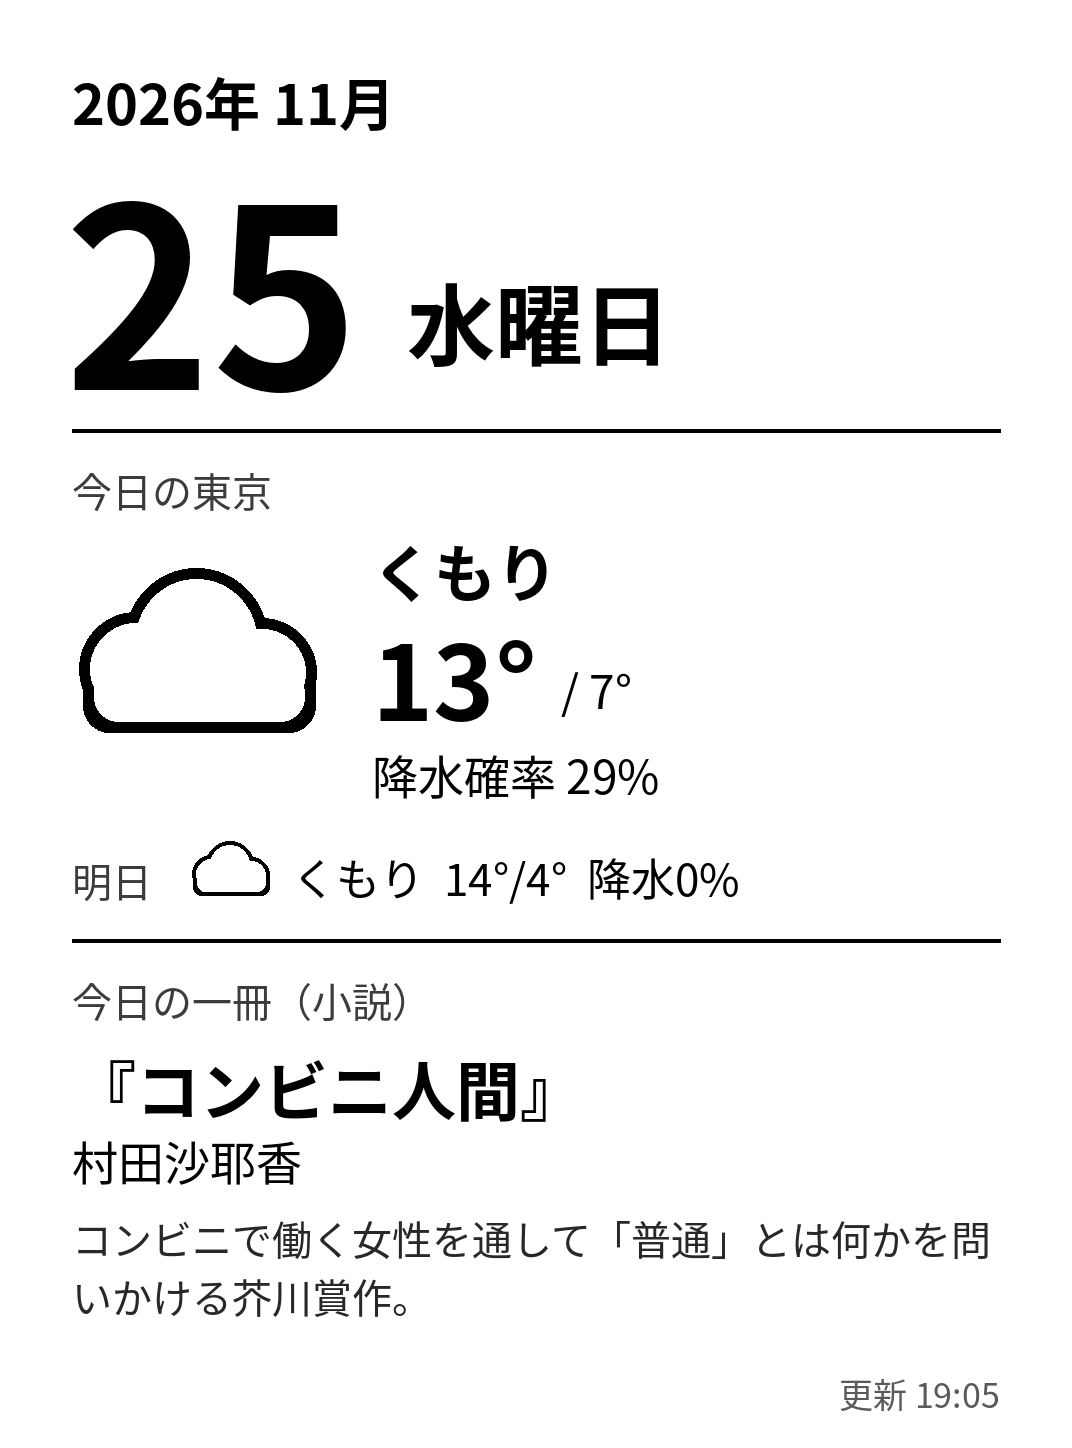 2026年 11月
25 水曜日
今日の東京
くもり
13° / 7°
降水確率 29%
明日 くもり 14°/4° 降水0%
今日の一冊（小説）
『コンビニ人間』
村田沙耶香
コンビニで働く女性を通して「普通」とは何かを問
いかける芥川賞作。
更新 19:05